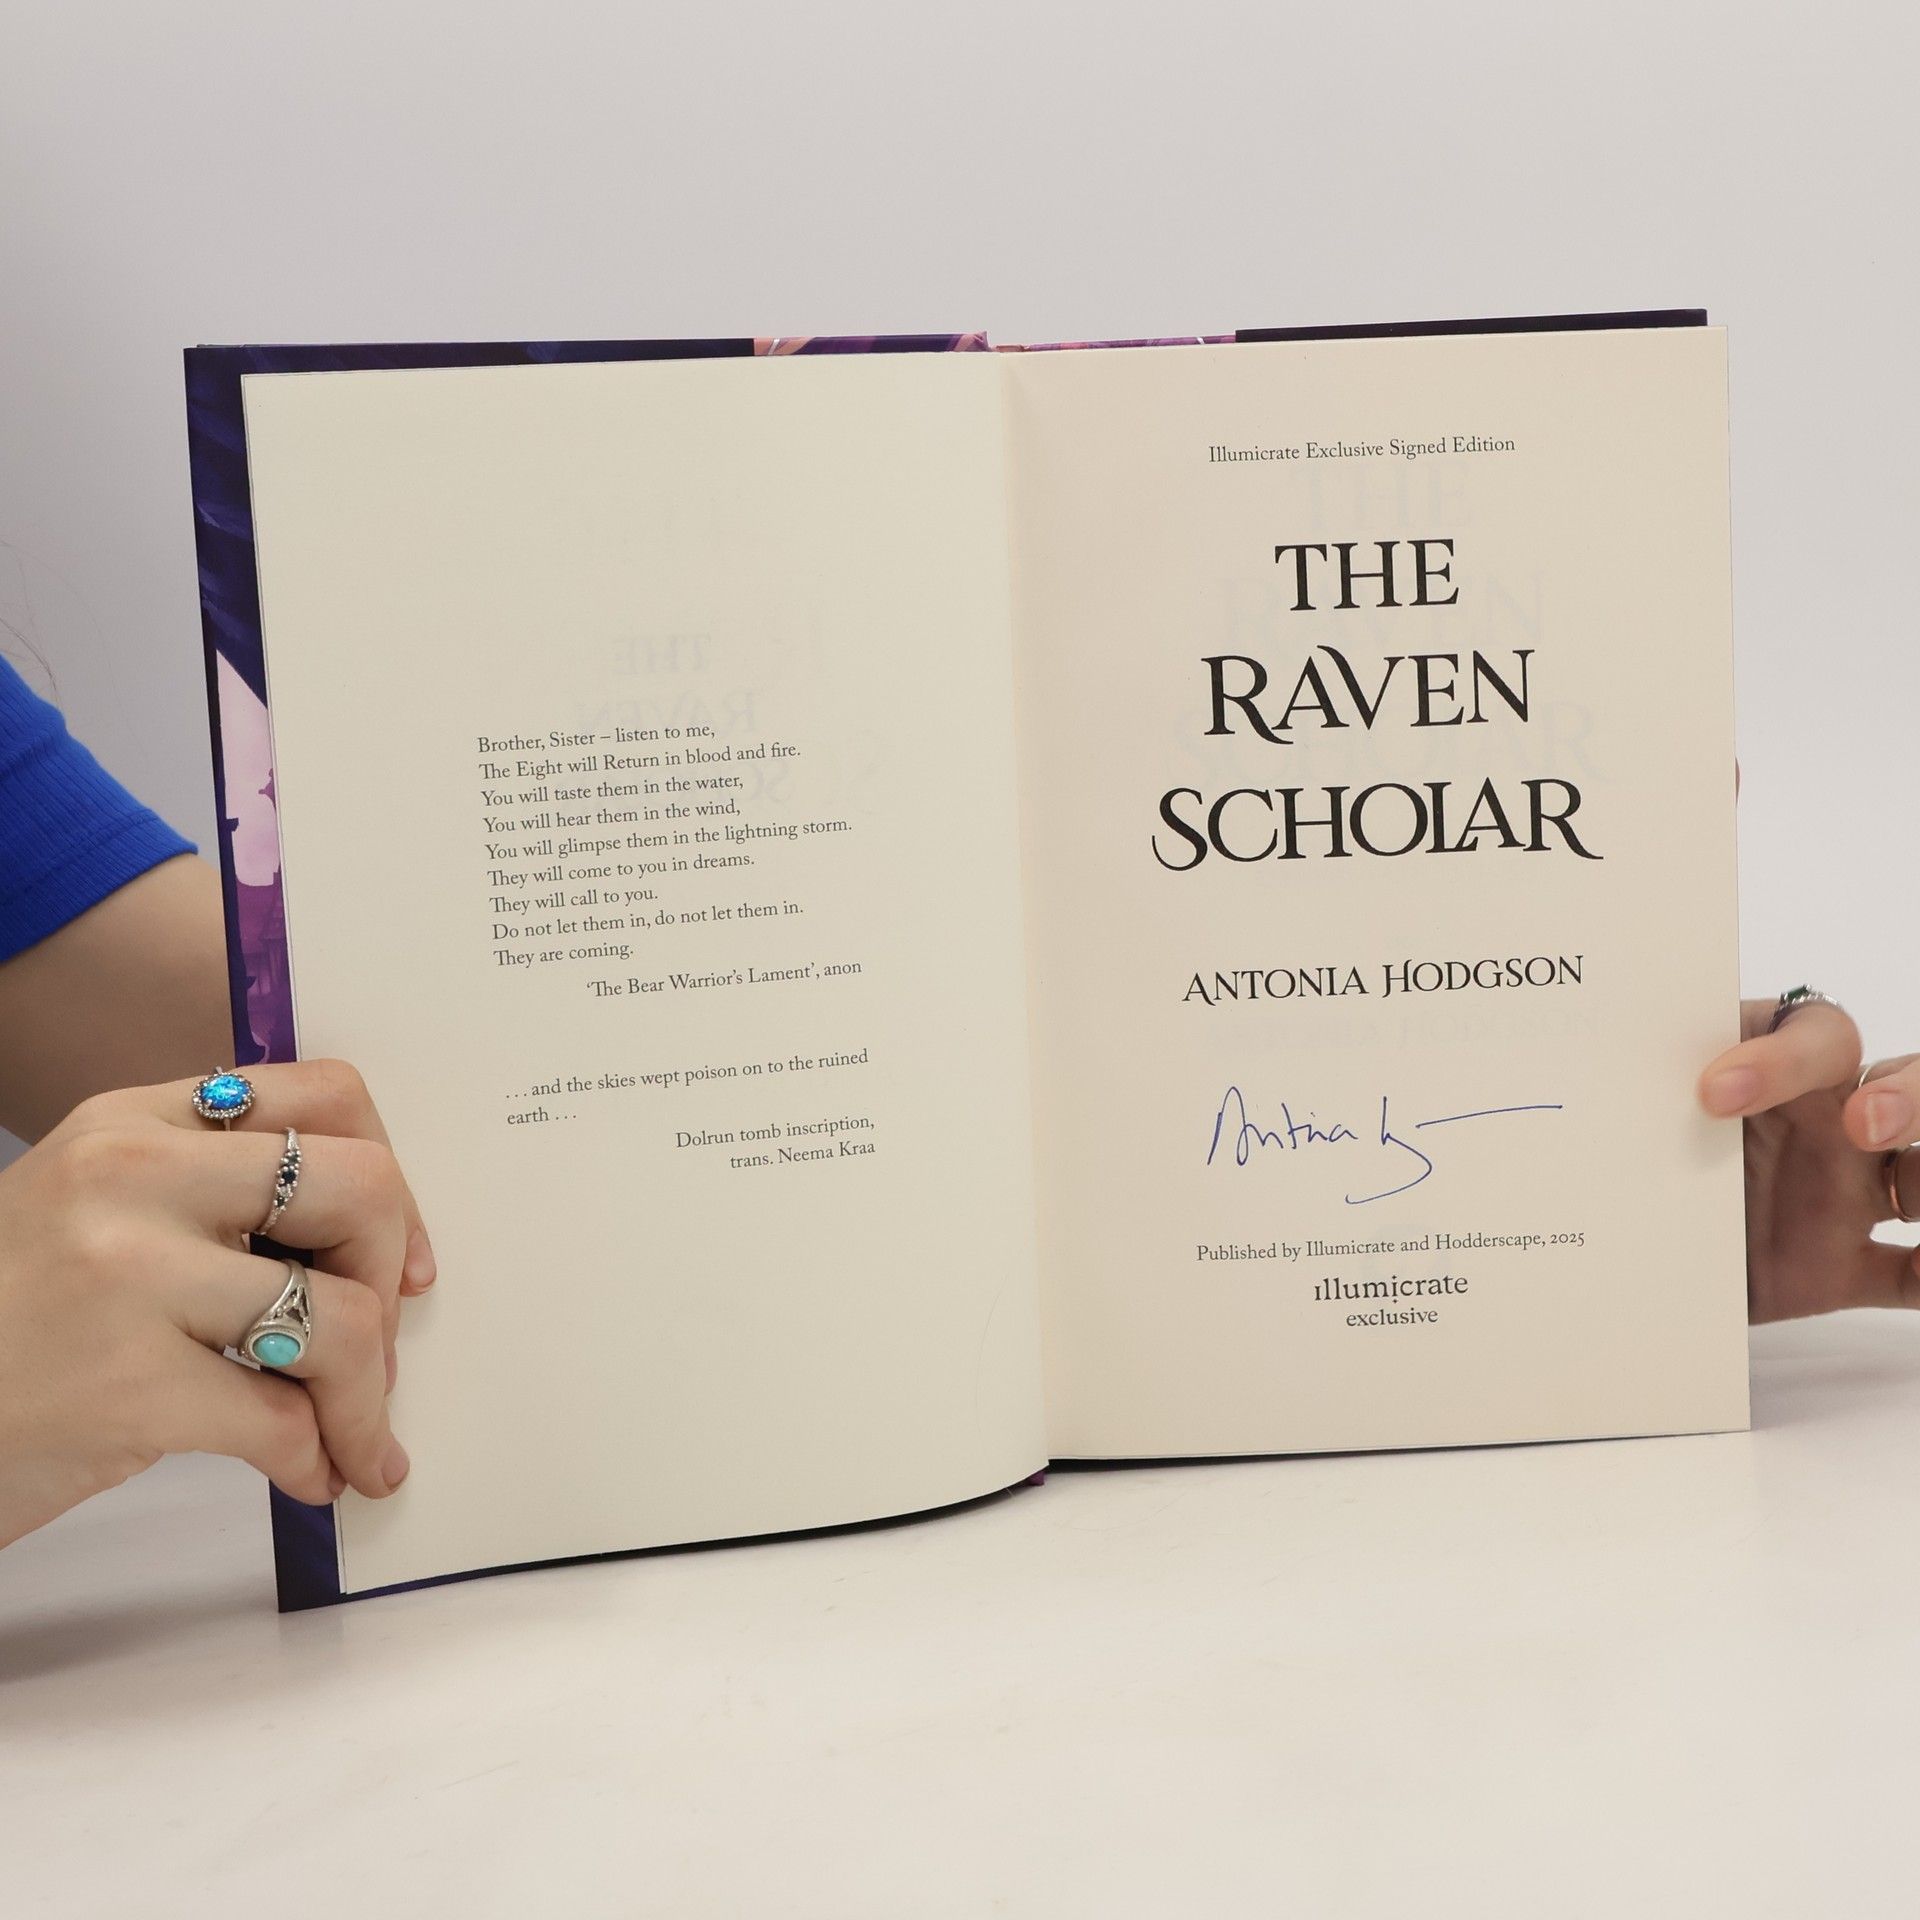 Brother, Sister – listen to me,
The Eight will Return in blood and fire.
You will taste them in the water,
You will hear them in the wind,
You will glimpse them in the lightning storm.
They will come to you in dreams.
They will call to you.
Do not let them in, do not let them in.
They are coming.
‘The Bear Warrior’s Lament’, anon
. . . and the skies wept poison on to the ruined
earth . . .
Dolrun tomb inscription,
trans. Neema Kraa
Illumicrate Exclusive Signed Edition
THE
RAVEN
SCHOLAR
ANTONIA HODGSON
Antonia
Published by Illumicrate and Hodderscape, 2025
illumicrate
exclusive